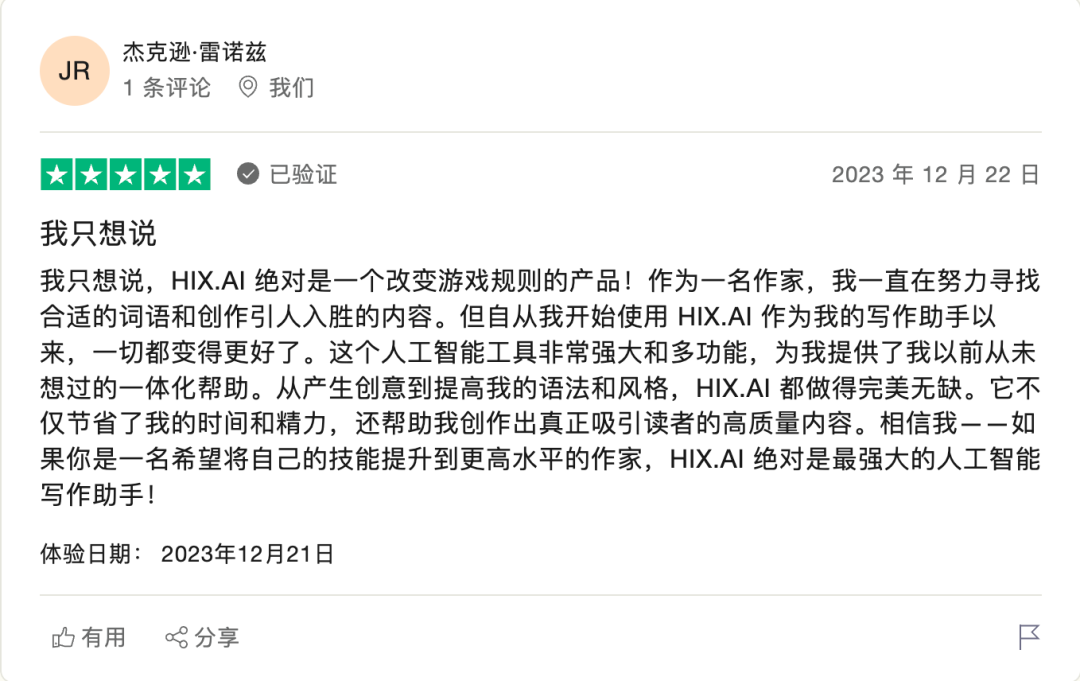 JR
杰克逊·雷诺兹
1 条评论 我们
已验证 2023 年 12 月 22 日
我只想说
我只想说，HIX.AI 绝对是一个改变游戏规则的产品！作为一名作家，我一直在努力寻找
合适的词语和创作引人入胜的内容。但自从我开始使用 HIX.AI 作为我的写作助手以
来，一切都变得更好了。这个人工智能工具非常强大和多功能，为我提供了我以前从未
想过的一体化帮助。从产生创意到提高我的语法和风格，HIX.AI 都做得完美无缺。它不
仅节省了我的时间和精力，还帮助我创作出真正吸引读者的高质量内容。相信我——如
果你是一名希望将自己的技能提升到更高水平的作家，HIX.AI 绝对是最强大的人工智能
写作助手！
体验日期： 2023年12月21日
有用 分享